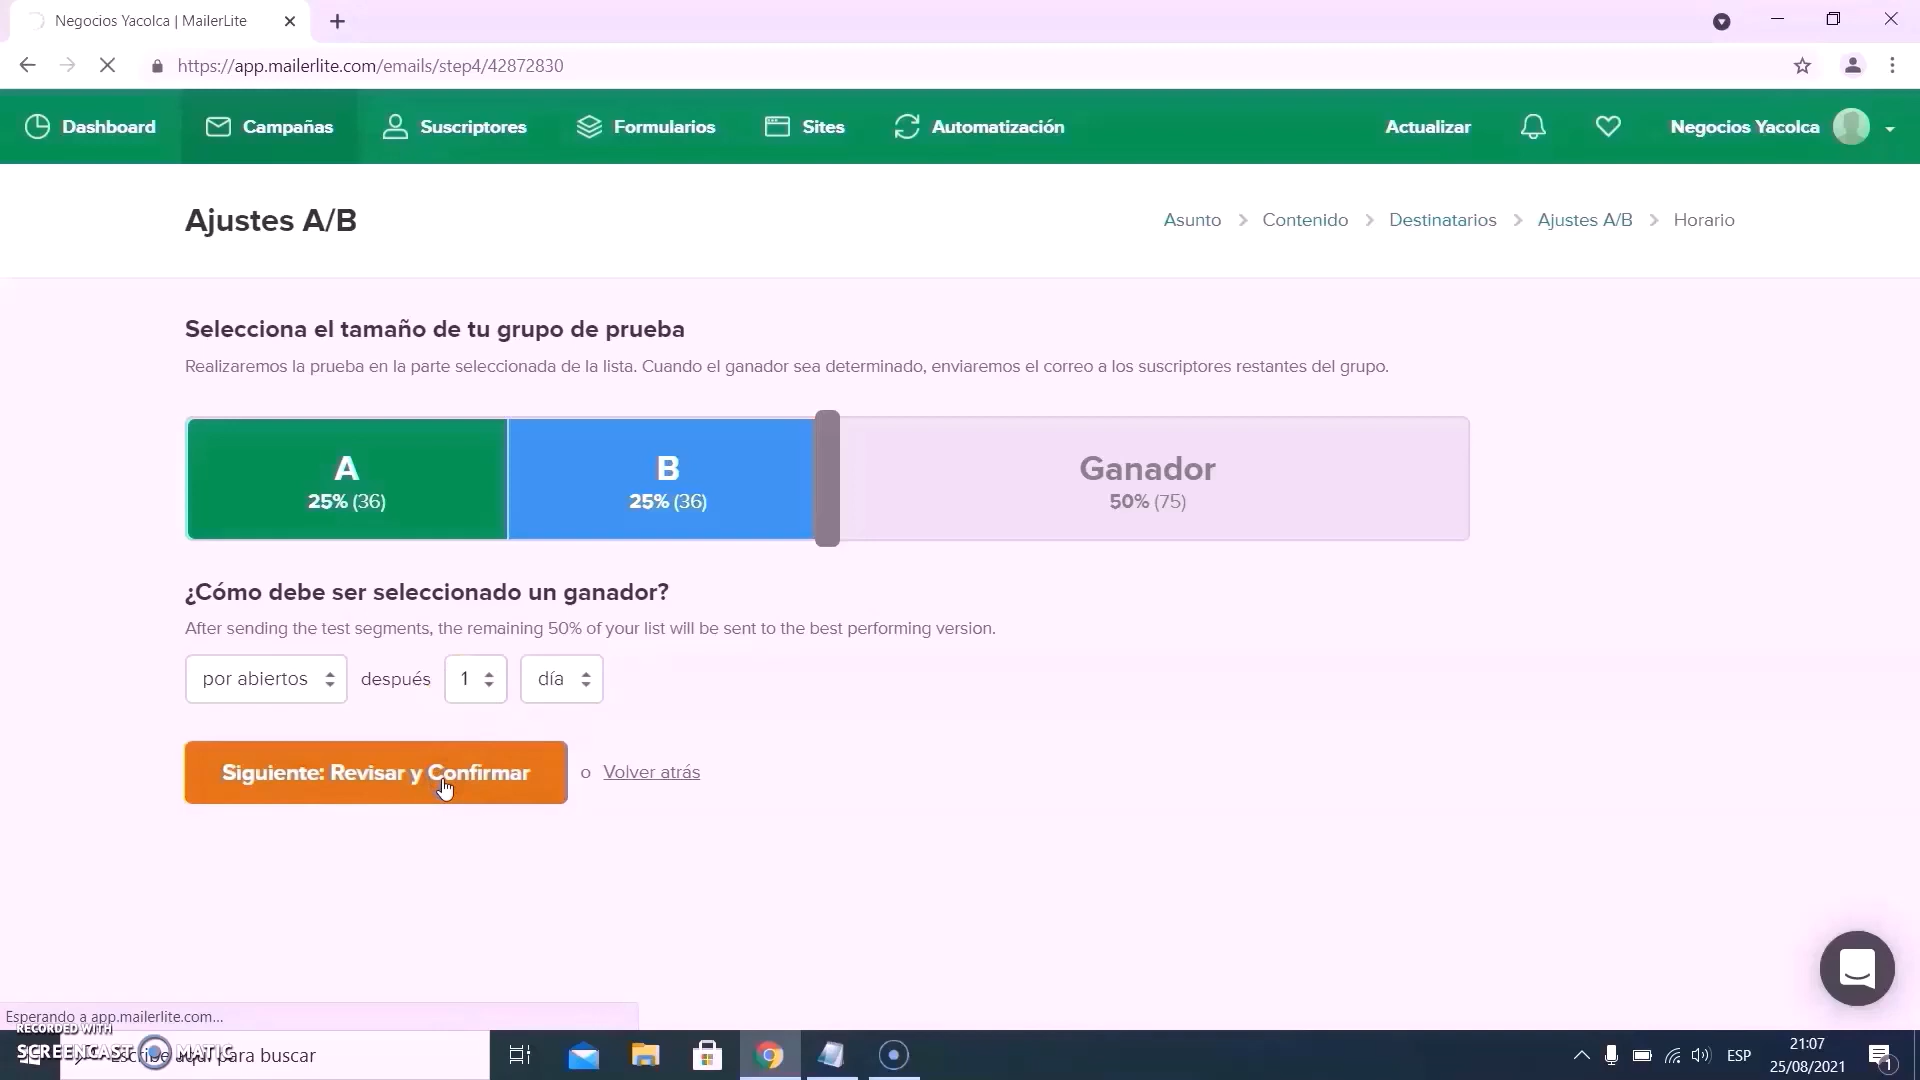 Negocios Yacolca | MailerLite
https://app.mailerlite.com/emails/step4/42872830
Dashboard
Campañas
Suscriptores
Formularios
Sites
Automatización
Actualizar
Negocios Yacolca
Ajustes A/B
Asunto
Contenido
Destinatarios
Ajustes A/B
Horario
Selecciona el tamaño de tu grupo de prueba
Realizaremos la prueba en la parte seleccionada de la lista. Cuando el ganador sea determinado, enviaremos el correo a los suscriptores restantes del grupo.
A
25% (36)
B
25% (36)
Ganador
50% (75)
¿Cómo debe ser seleccionado un ganador?
After sending the test segments, the remaining 50% of your list will be sent to the best performing version.
por abiertos después 1 día
Siguiente: Revisar y Confirmar o Volver atrás
Esperando a app.mailerlite.com...
RECORDED WITH
SCREENCAST MATIC
Escribe aquí para buscar
ESP
21:07
25/08/2021
1